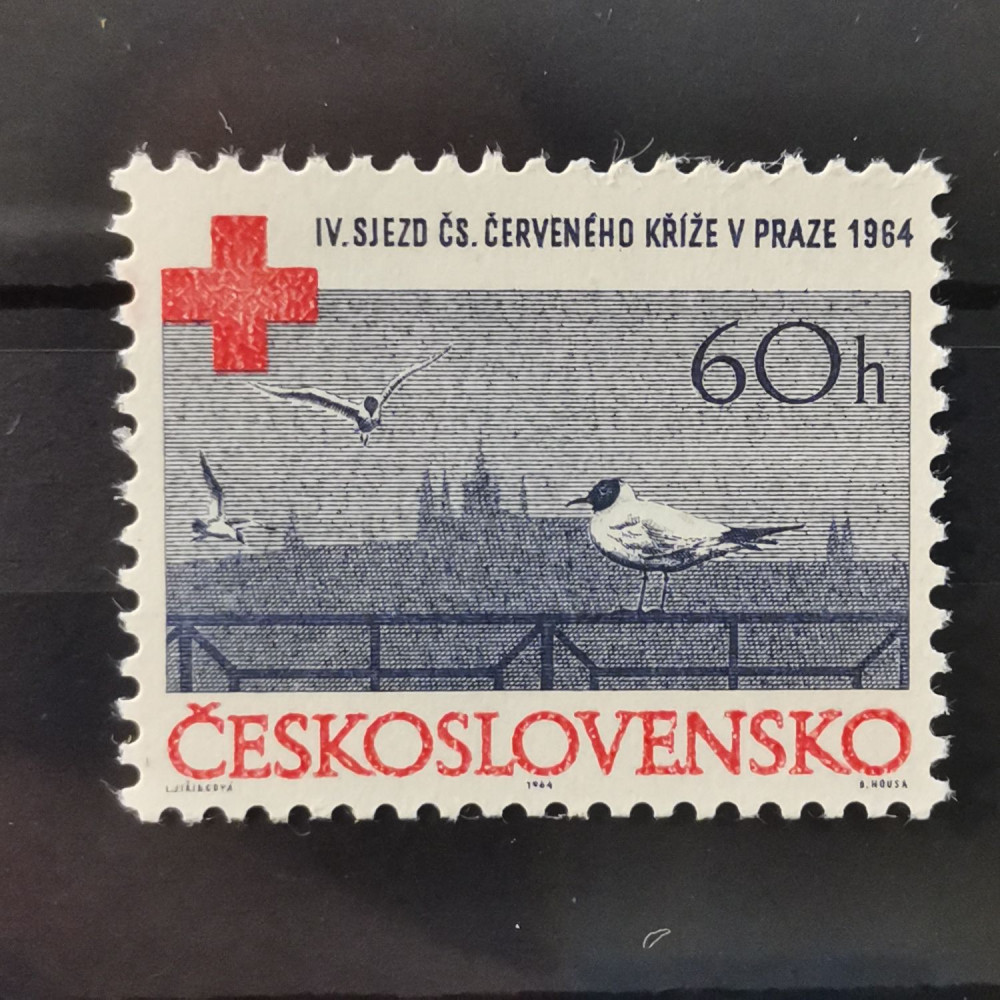 IV. SJEZD ČS. ČERVENÉHO KŘÍŽE V PRAZE 1964
60h
ČESKOSLOVENSKO
1964
B. HOUSA